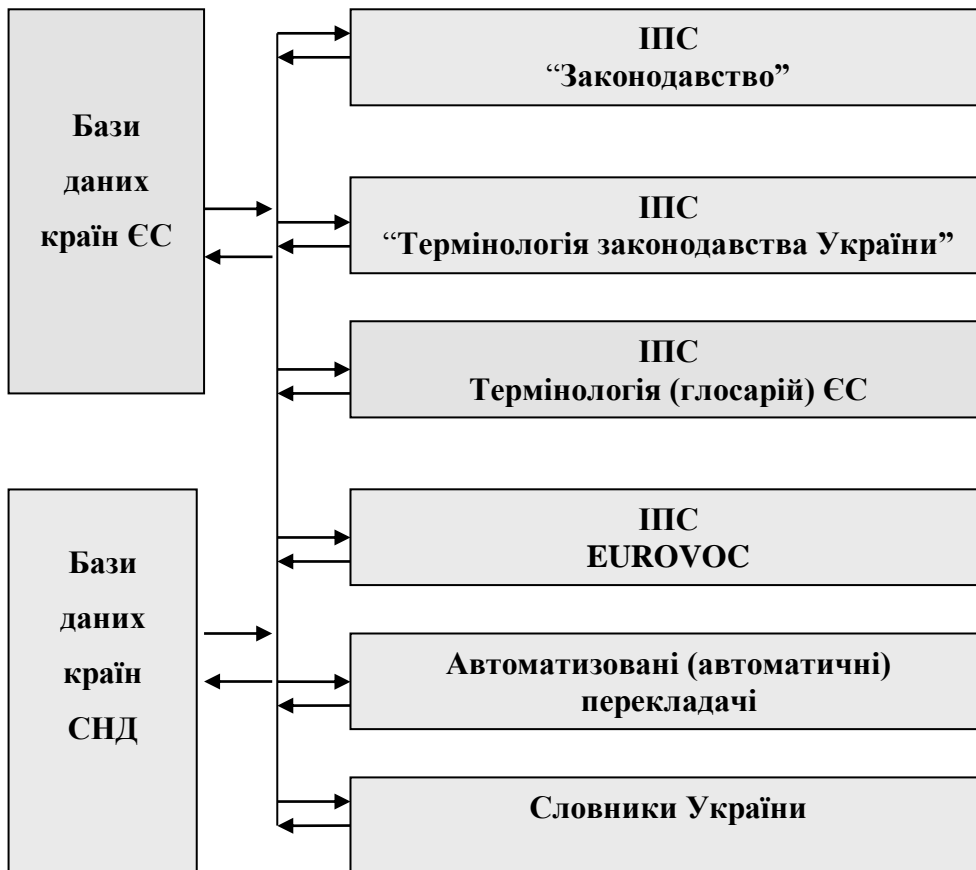 Бази
даних
країн ЄС
ІПС
“Законодавство”
ІПС
“Термінологія законодавства України”
ІПС
Термінологія (глосарій) ЄС
Бази
даних
країн
СНД
ІПС
EUROVOC
Автоматизовані (автоматичні)
перекладачі
Словники України